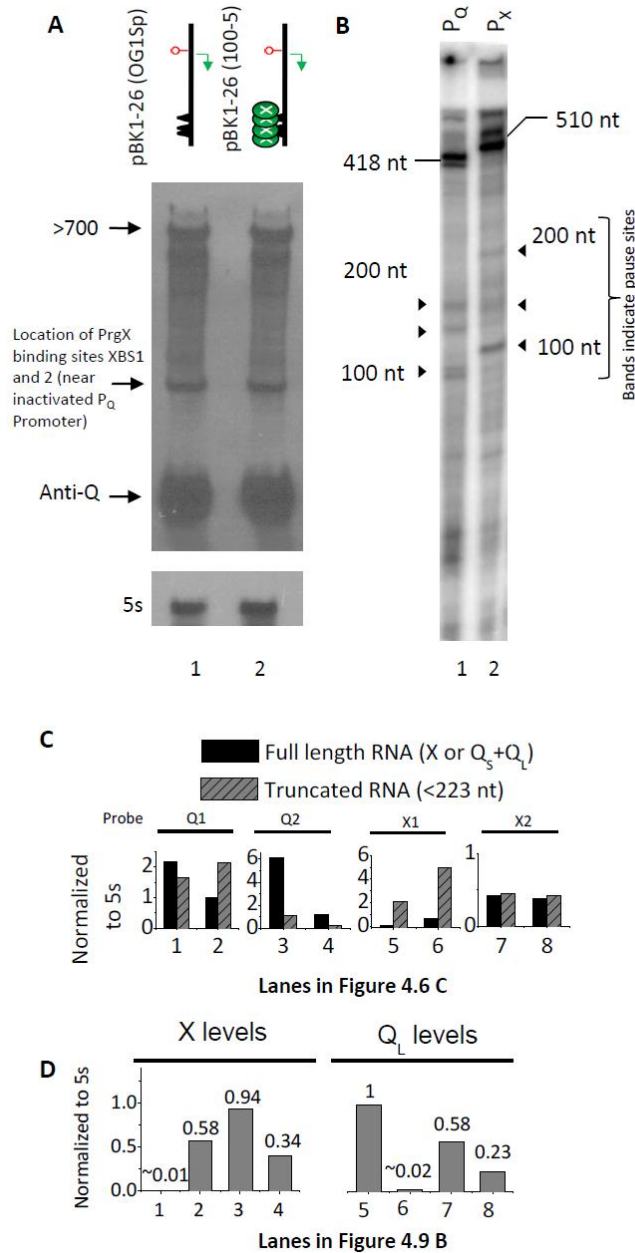 A
pBK1-26 (OG1Sp)
pBK1-26 (100-5)
X
X
>700
Location of PrgX
binding sites XBS1
and 2 (near
inactivated PQ
Promoter)
Anti-Q
5s
1 2
B
PQ PX
510 nt
418 nt
200 nt
200 nt
100 nt
100 nt
Bands indicate pause sites
1 2
C
Full length RNA (X or QS+QL)
Truncated RNA (<223 nt)
Probe Q1 Q2 X1 X2
Normalized
to 5s
2
1
0
6
4
2
0
6
4
2
0
1
0
1 2 3 4 5 6 7 8
Lanes in Figure 4.6 C
X levels QL levels
D
Normalized to 5s
1.0
0.5
0.0
~0.01 0.58 0.94 0.34 1 ~0.02 0.58 0.23
1 2 3 4 5 6 7 8
Lanes in Figure 4.9 B